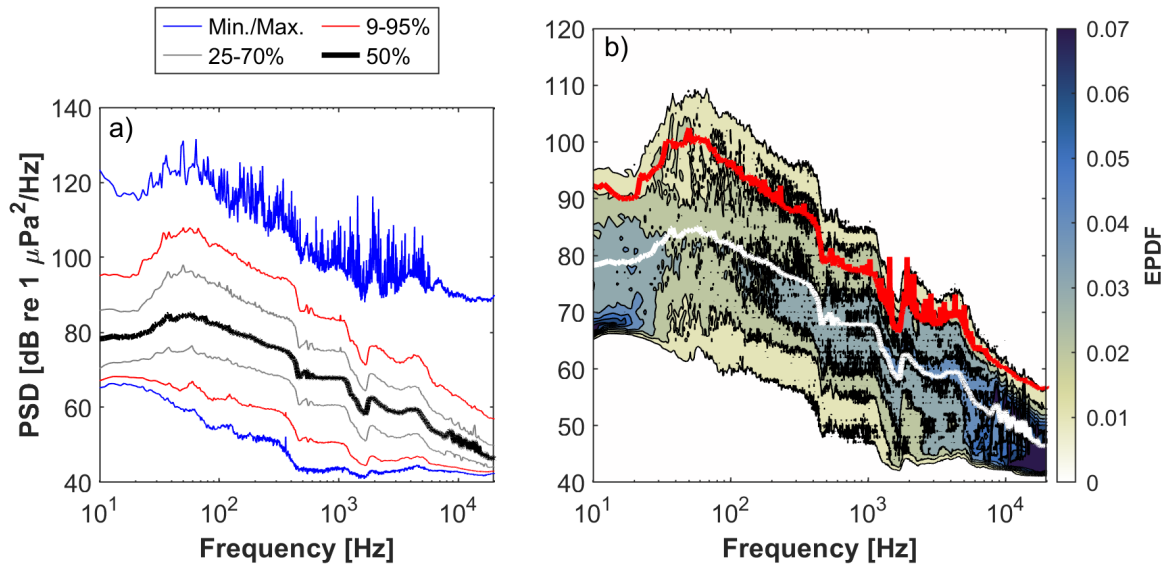 Min./Max. 9-95%
25-70% 50%
a)
140
120
100
80
60
40
PSD [dB re 1 μPa²/Hz]
10¹ 10² 10³ 10⁴
Frequency [Hz]
b)
120
110
100
90
80
70
60
50
40
10¹ 10² 10³ 10⁴
Frequency [Hz]
0.07
0.06
0.05
0.04
0.03
0.02
0.01
0
EPDF